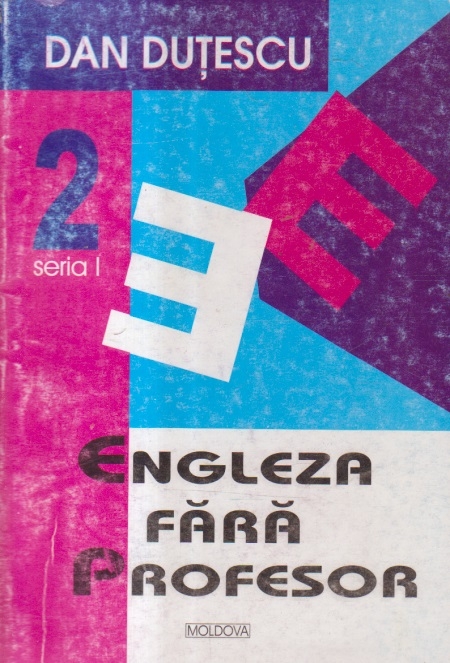 DAN DUȚESCU
2
seria I
E
E
ENGLEZA
FĂRĂ
PROFESOR
MOLDOVA